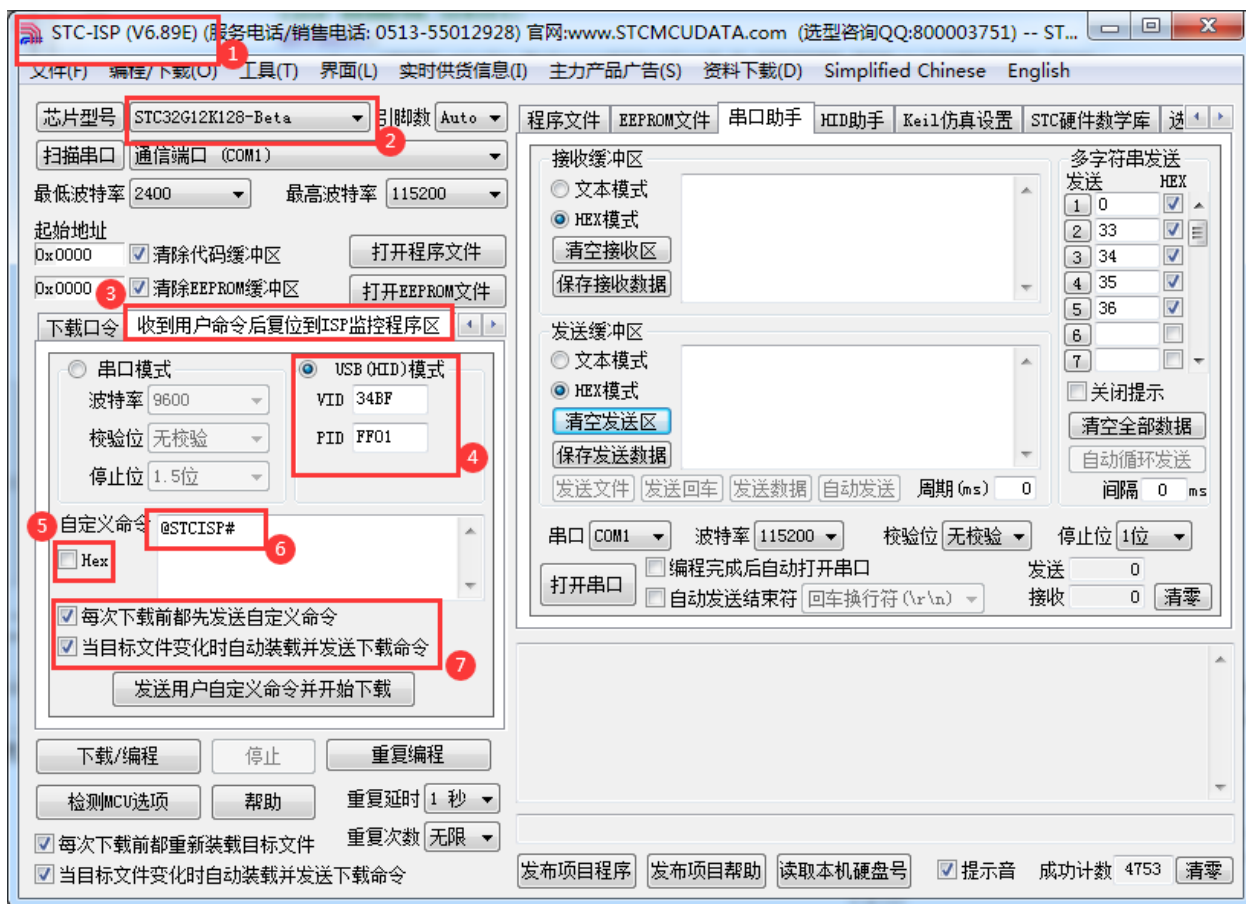 STC-ISP (V6.89E) (服务电话/销售电话: 0513-55012928) 官网:www.STCMCUDATA.com (选型咨询QQ:800003751) -- ST...
1
文件(F) 编程/下载(O) 工具(T) 界面(L) 实时供货信息(I) 主力产品广告(S) 资料下载(D) Simplified Chinese English
芯片型号 STC32G12K128-Beta 引脚数 Auto
2
扫描串口 通信端口 (COM1)
最低波特率 2400 最高波特率 115200
起始地址
0x0000 清除代码缓冲区 打开程序文件
0x0000 3 清除EEPROM缓冲区 打开EEPROM文件
下载口令 收到用户命令后复位到ISP监控程序区
串口模式 USB(HID)模式
波特率 9600 VID 34BF
校验位 无校验 PID FF01
4
停止位 1.5位
5 自定义命令 @STCISP#
6
Hex
每次下载前都先发送自定义命令
当目标文件变化时自动装载并发送下载命令
7
发送用户自定义命令并开始下载
下载/编程 停止 重复编程
检测MCU选项 帮助 重复延时 1 秒
每次下载前都重新装载目标文件 重复次数 无限
当目标文件变化时自动装载并发送下载命令
程序文件 EEPROM文件 串口助手 HID助手 Keil仿真设置 STC硬件数学库
接收缓冲区
文本模式
HEX模式
清空接收区
保存接收数据
发送缓冲区
文本模式
HEX模式
清空发送区
保存发送数据
发送文件 发送回车 发送数据 自动发送 周期(ms) 0
多字符串发送
发送 HEX
1 0
2 33
3 34
4 35
5 36
6
7
关闭提示
清空全部数据
自动循环发送
间隔 0 ms
串口 COM1 波特率 115200 校验位 无校验 停止位 1位
打开串口 编程完成后自动打开串口 发送 0
自动发送结束符 回车换行符(\r\n) 接收 0 清零
发布项目程序 发布项目帮助 读取本机硬盘号 提示音 成功计数 4753 清零